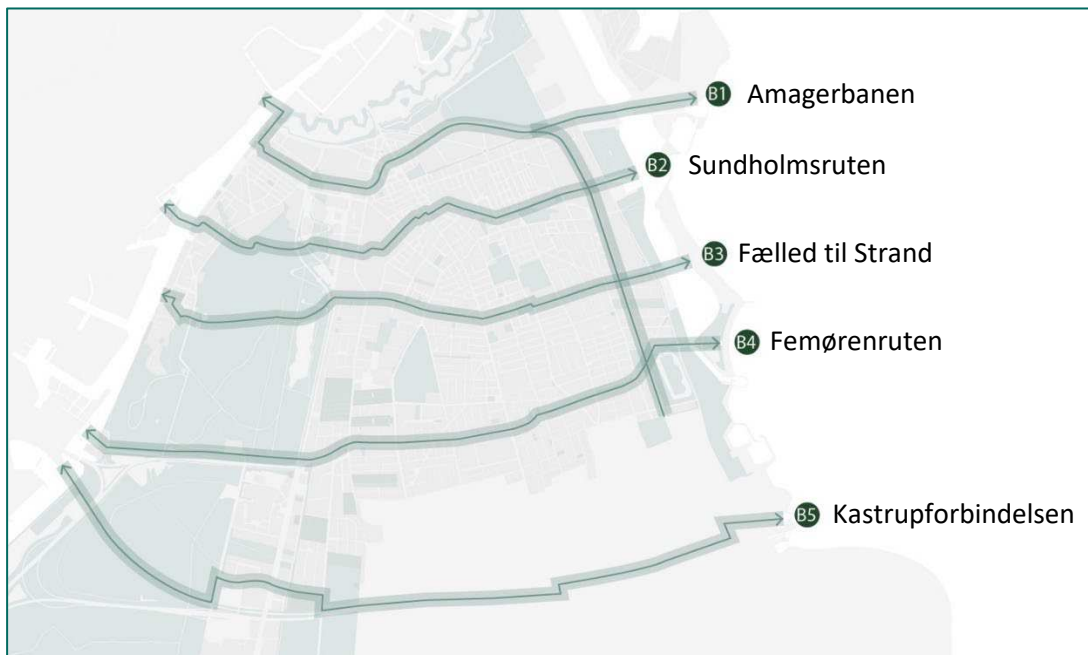 B1 Amagerbanen
B2 Sundholmsruten
B3 Fælled til Strand
B4 Femørenruten
B5 Kastrupforbindelsen